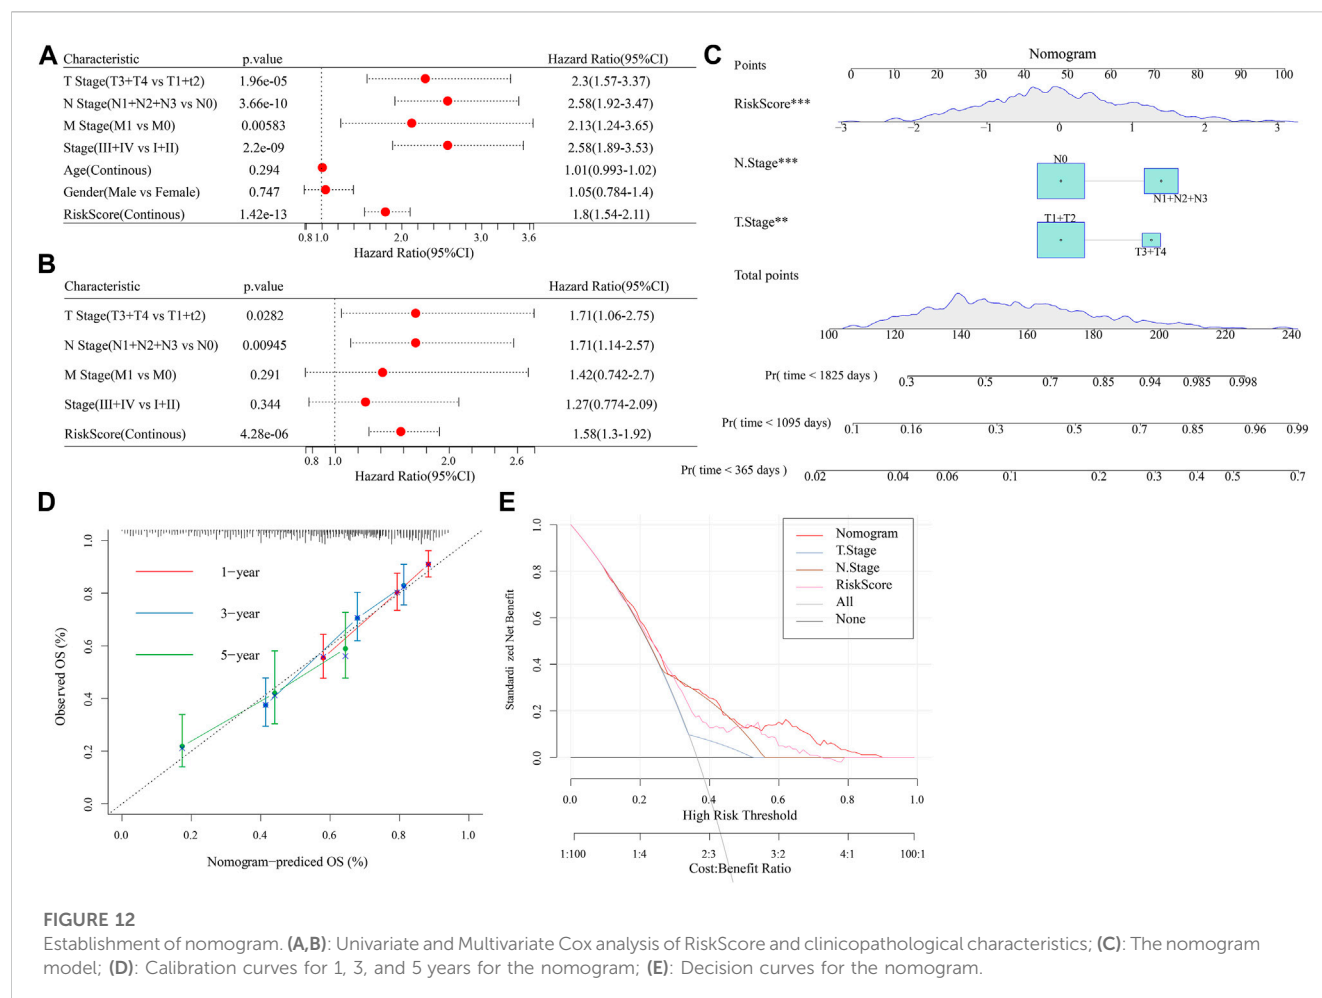 A
Characteristic p.value Hazard Ratio(95%CI)
T Stage(T3+T4 vs T1+t2) 1.96e-05 2.3(1.57-3.37)
N Stage(N1+N2+N3 vs N0) 3.66e-10 2.58(1.92-3.47)
M Stage(M1 vs M0) 0.00583 2.13(1.24-3.65)
Stage(III+IV vs I+II) 2.2e-09 2.58(1.89-3.53)
Age(Continous) 0.294 1.01(0.993-1.02)
Gender(Male vs Female) 0.747 1.05(0.784-1.4)
RiskScore(Continous) 1.42e-13 1.8(1.54-2.11)
0.8 1.0 2.0 3.0 3.6
Hazard Ratio(95%CI)
B
Characteristic p.value Hazard Ratio(95%CI)
T Stage(T3+T4 vs T1+t2) 0.0282 1.71(1.06-2.75)
N Stage(N1+N2+N3 vs N0) 0.00945 1.71(1.14-2.57)
M Stage(M1 vs M0) 0.291 1.42(0.742-2.7)
Stage(III+IV vs I+II) 0.344 1.27(0.774-2.09)
RiskScore(Continous) 4.28e-06 1.58(1.3-1.92)
0.8 1.0 2.0 2.6
Hazard Ratio(95%CI)
C
Nomogram
Points
0 10 20 30 40 50 60 70 80 90 100
RiskScore***
−3 −2 −1 0 1 2 3
N.Stage***
N0
N1+N2+N3
T.Stage**
T1+T2
T3+T4
Total points
100 120 140 160 180 200 220 240
Pr( time < 1825 days )
0.3 0.5 0.7 0.85 0.94 0.985 0.998
Pr( time < 1095 days)
0.1 0.16 0.3 0.5 0.7 0.85 0.96 0.99
Pr( time < 365 days )
0.02 0.04 0.06 0.1 0.2 0.3 0.4 0.5 0.7
D
Observed OS (%)
1.0
0.8
0.6
0.4
0.2
0.0
1−year
3−year
5−year
0.0 0.2 0.4 0.6 0.8 1.0
Nomogram−prediced OS (%)
E
Standardi zed Net Benefit
1.0
0.8
0.6
0.4
0.2
0.0
Nomogram
T.Stage
N.Stage
RiskScore
All
None
0.0 0.2 0.4 0.6 0.8 1.0
High Risk Threshold
1:100 1:4 2:3 3:2 4:1 100:1
Cost:Benefit Ratio
FIGURE 12
Establishment of nomogram. (A,B): Univariate and Multivariate Cox analysis of RiskScore and clinicopathological characteristics; (C): The nomogram
model; (D): Calibration curves for 1, 3, and 5 years for the nomogram; (E): Decision curves for the nomogram.